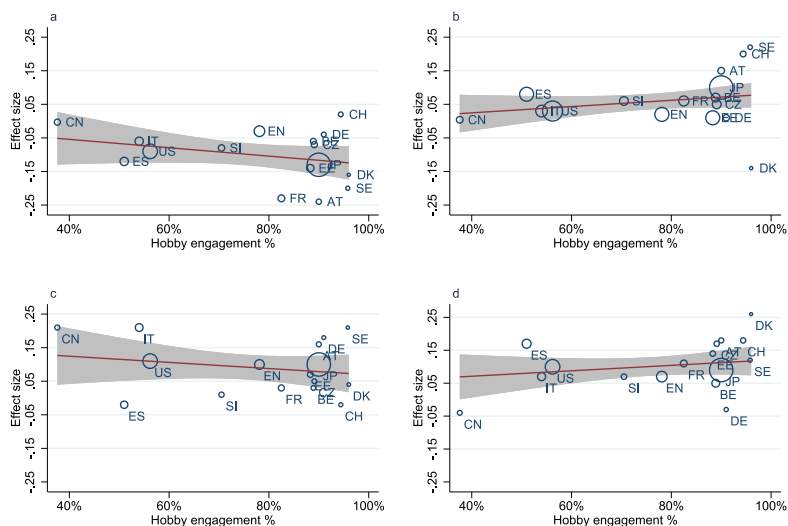 a
Effect size
.25
.15
.05
-.05
-.15
-.25
CN
IT
US
ES
SI
EN
FR
CH
DE
BE
CZ
JP
EE
DK
SE
AT
40%
60%
80%
100%
Hobby engagement %
b
Effect size
.25
.15
.05
-.05
-.15
-.25
CN
ES
IT
US
SI
EN
FR
SE
CH
AT
JP
BE
CZ
EE
DE
DK
40%
60%
80%
100%
Hobby engagement %
c
Effect size
.25
.15
.05
-.05
-.15
-.25
CN
IT
US
ES
SI
EN
FR
SE
DE
AT
JP
EE
CZ
BE
DK
CH
40%
60%
80%
100%
Hobby engagement %
d
Effect size
.25
.15
.05
-.05
-.15
-.25
CN
ES
IT
US
SI
EN
FR
DK
AT
CH
CZ
EE
SE
JP
BE
DE
40%
60%
80%
100%
Hobby engagement %